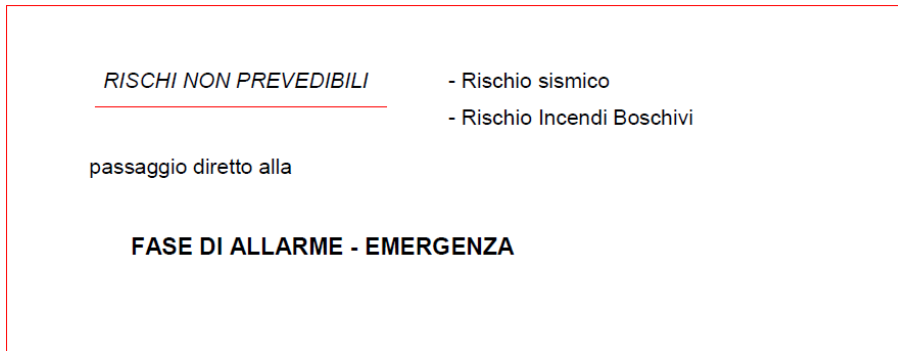 RISCHI NON PREVEDIBILI - Rischio sismico
- Rischio Incendi Boschivi
passaggio diretto alla
FASE DI ALLARME - EMERGENZA